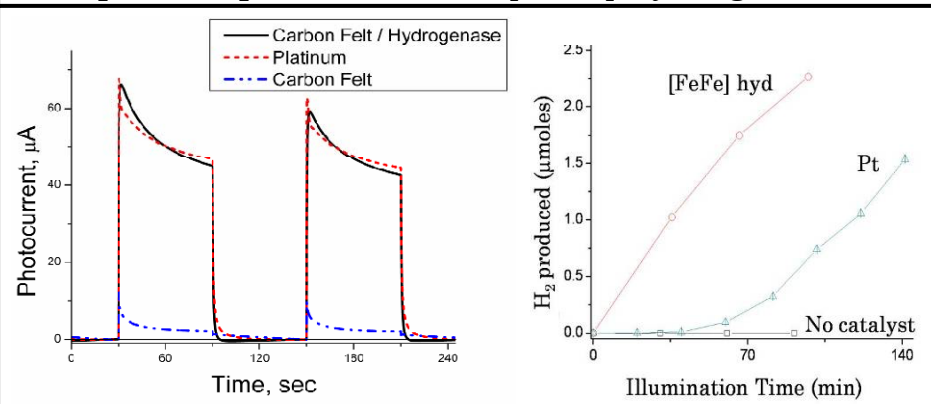 Carbon Felt / Hydrogenase
Platinum
Carbon Felt
Photocurrent, µA
60
40
20
0
0
60
120
180
240
Time, sec
H₂ produced (µmoles)
2.5
2.0
1.5
1.0
0.5
0.0
[FeFe] hyd
Pt
No catalyst
0
70
140
Illumination Time (min)